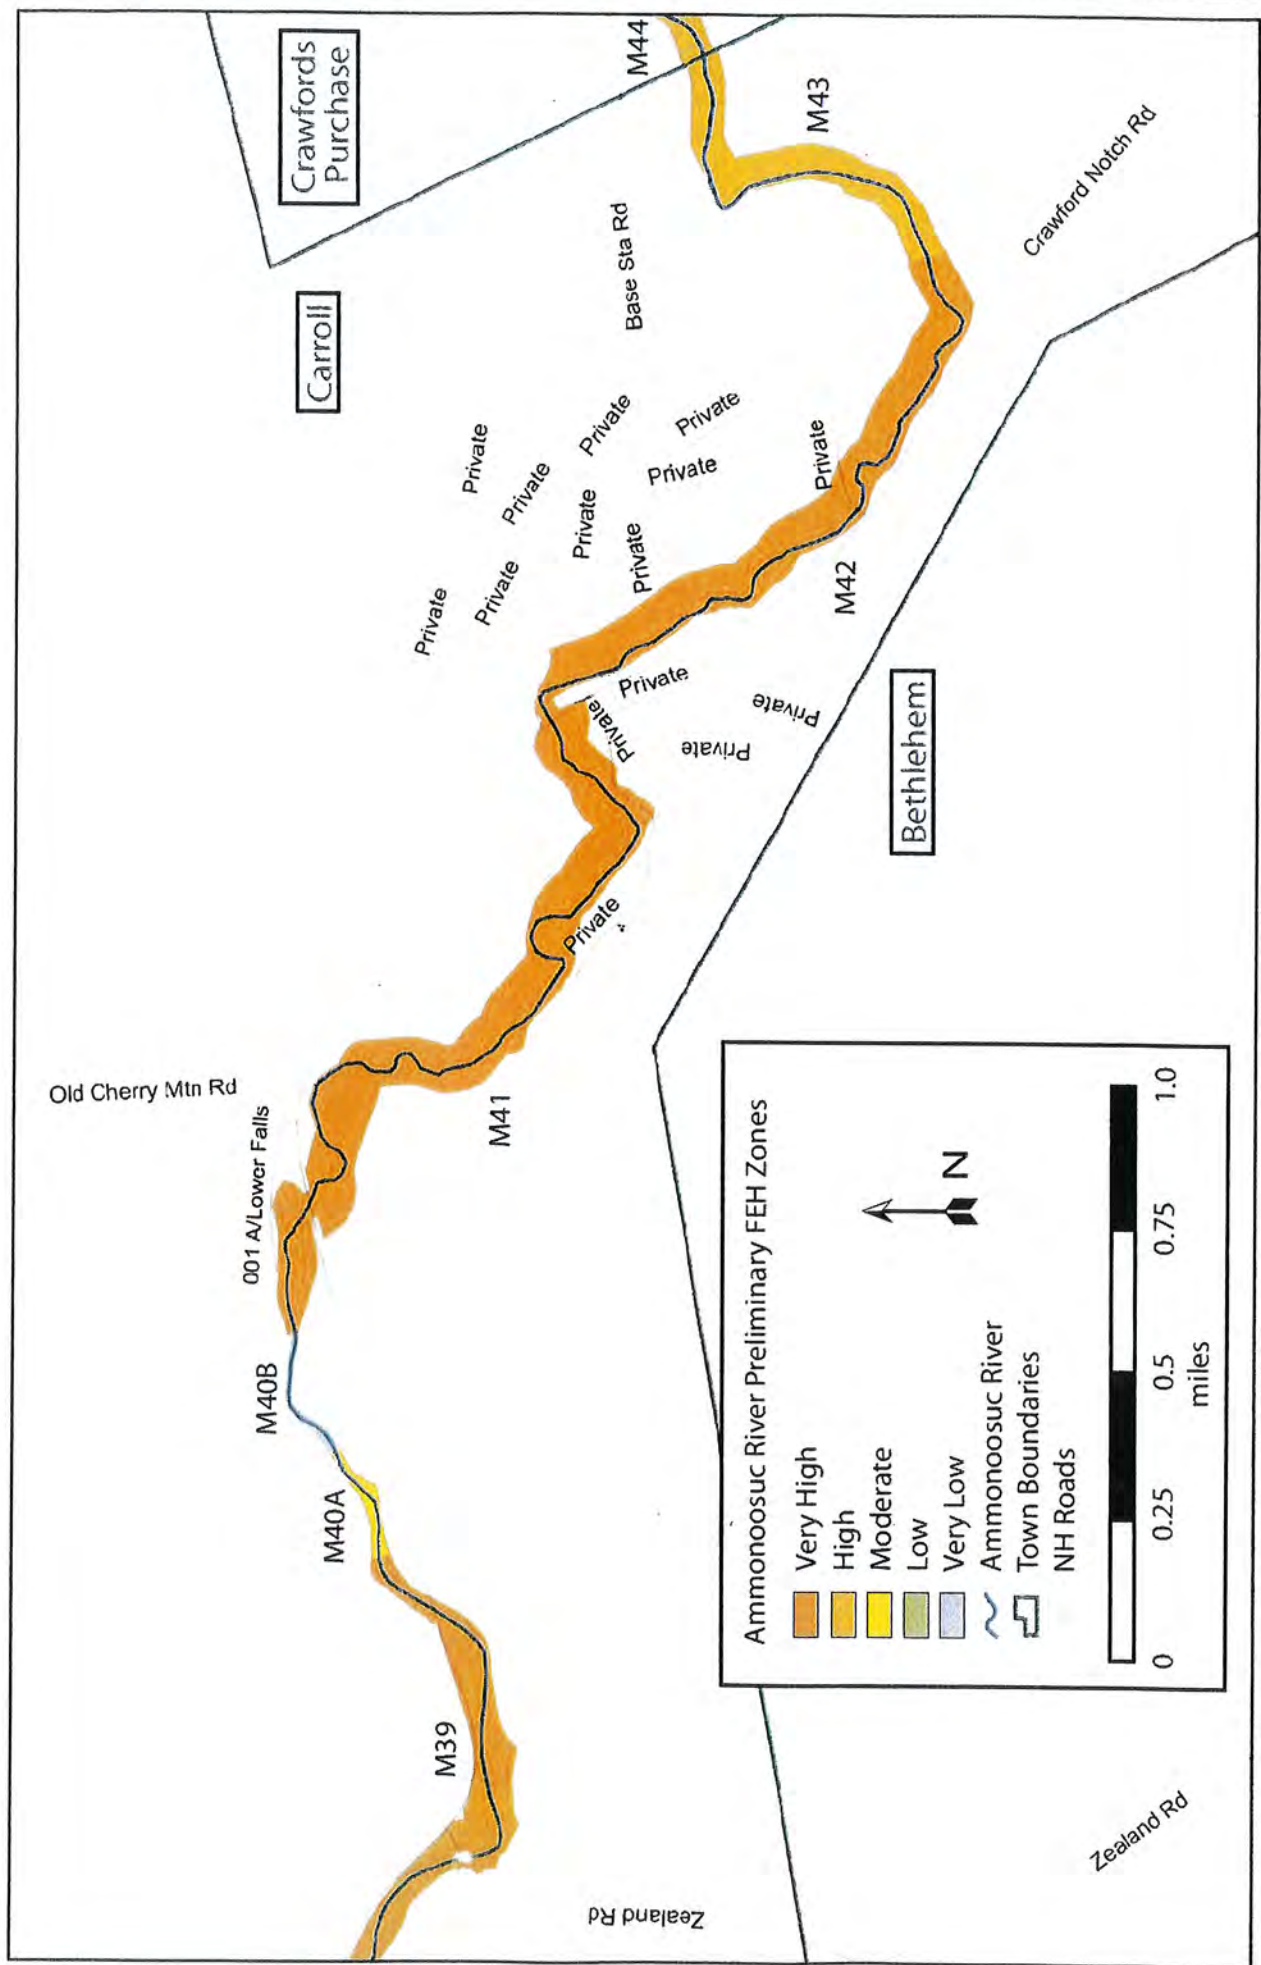 Crawfords
Purchase
Carroll
M44
M43
Base Sta Rd
Crawford Notch Rd
Private
Private
Private
Private
Private
Private
Private
Private
Private
Private
M42
Private
Private
Private
Private
Private
Bethlehem
Old Cherry Mtn Rd
001 A/Lower Falls
M41
M40B
M40A
M39
Zealand Rd
Zealand Rd
Ammonoosuc River Preliminary FEH Zones
Very High
High
Moderate
Low
Very Low
Ammonoosuc River
Town Boundaries
NH Roads
N
0 0.25 0.5 0.75 1.0
miles